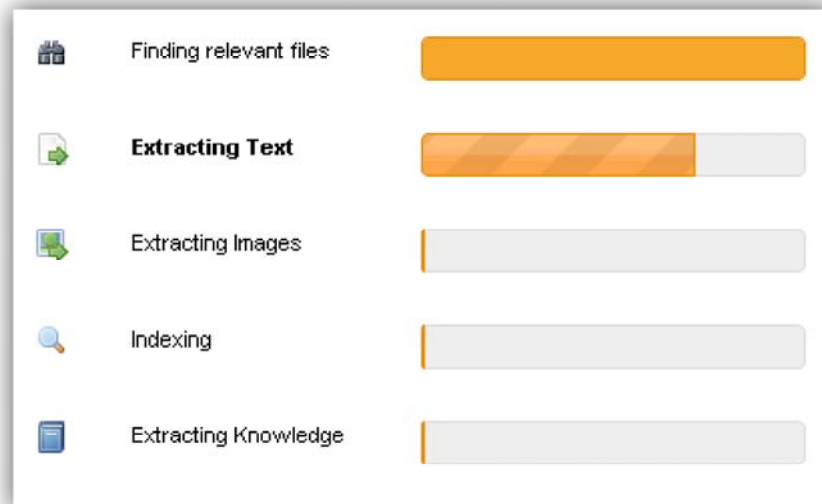 Finding relevant files
Extracting Text
Extracting Images
Indexing
Extracting Knowledge